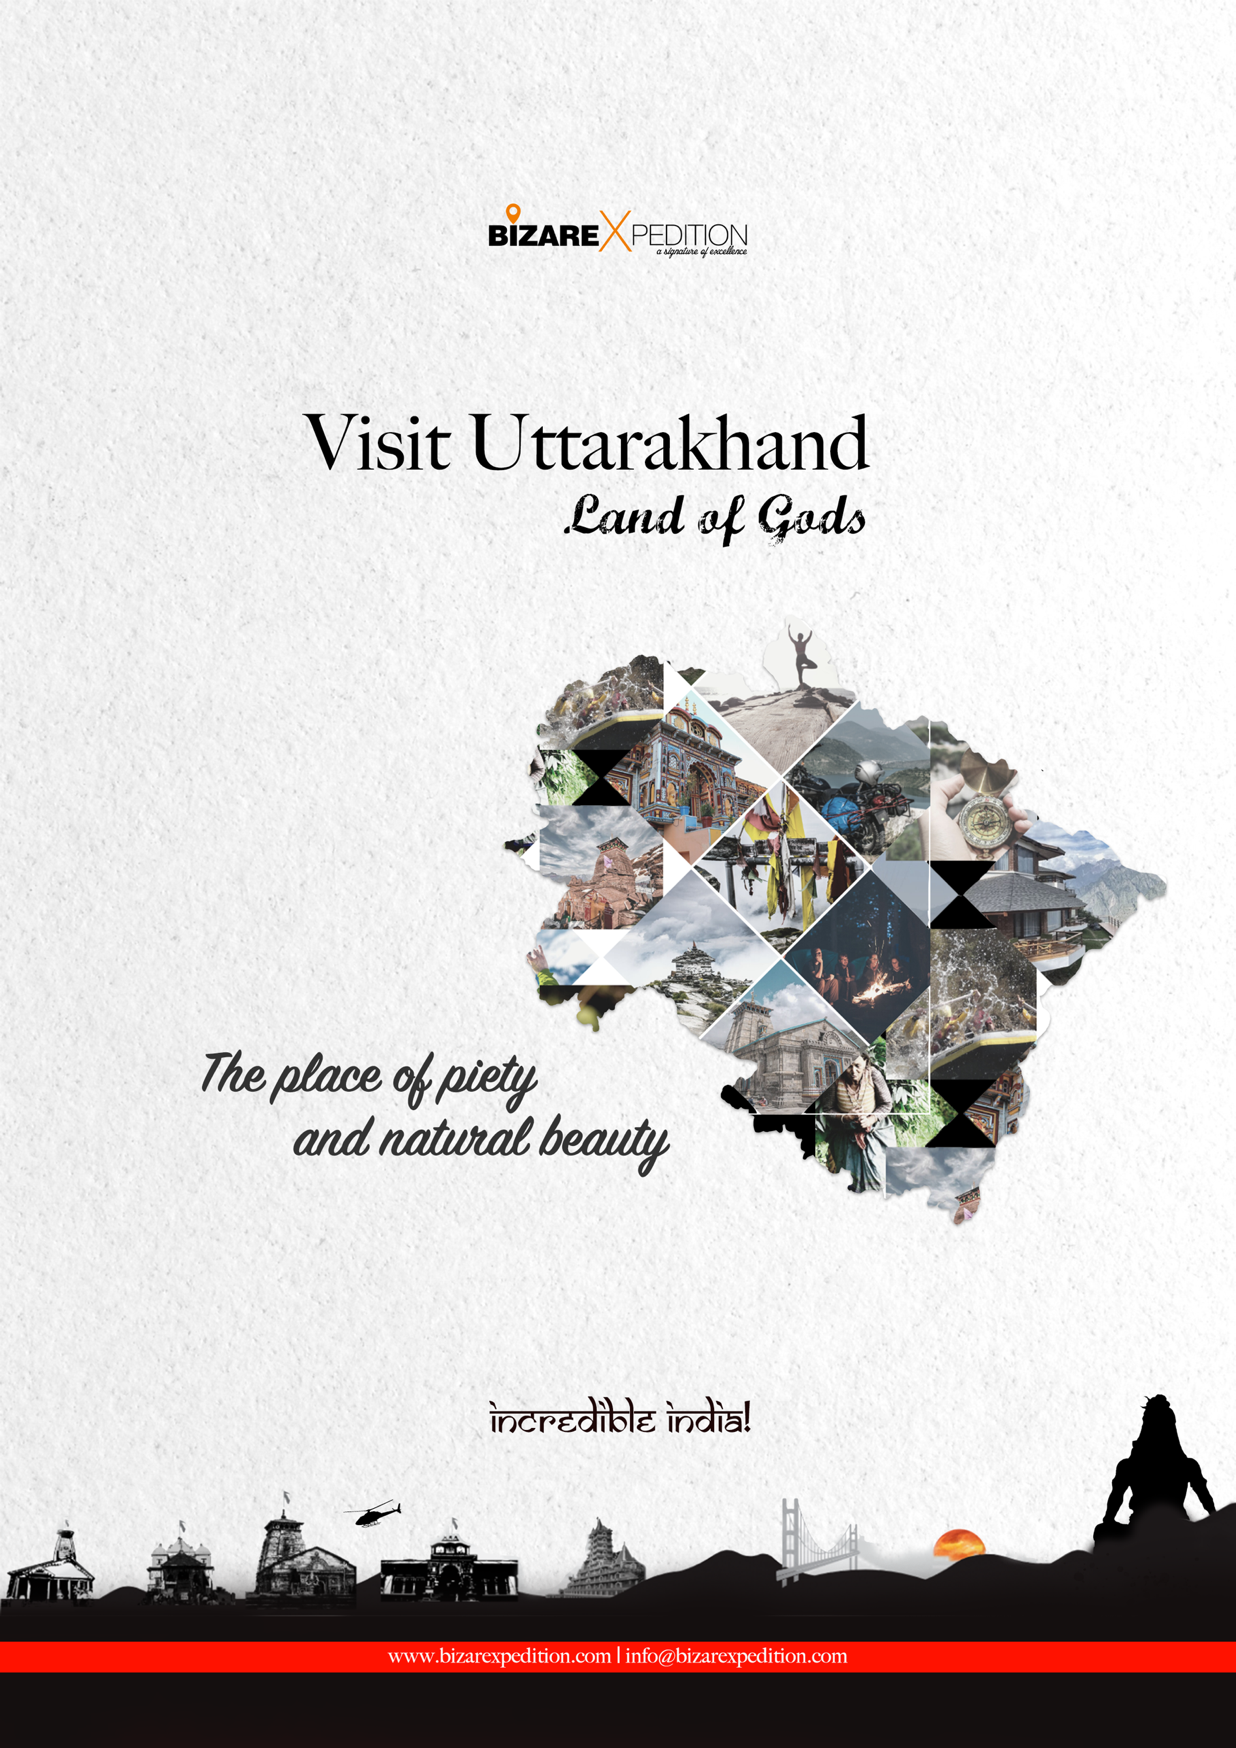 BIZAREXPEDITION
a signature of excellence
Visit Uttarakhand
Land of Gods
The place of piety
and natural beauty
incredible india!
www.bizarexpedition.com | info@bizarexpedition.com